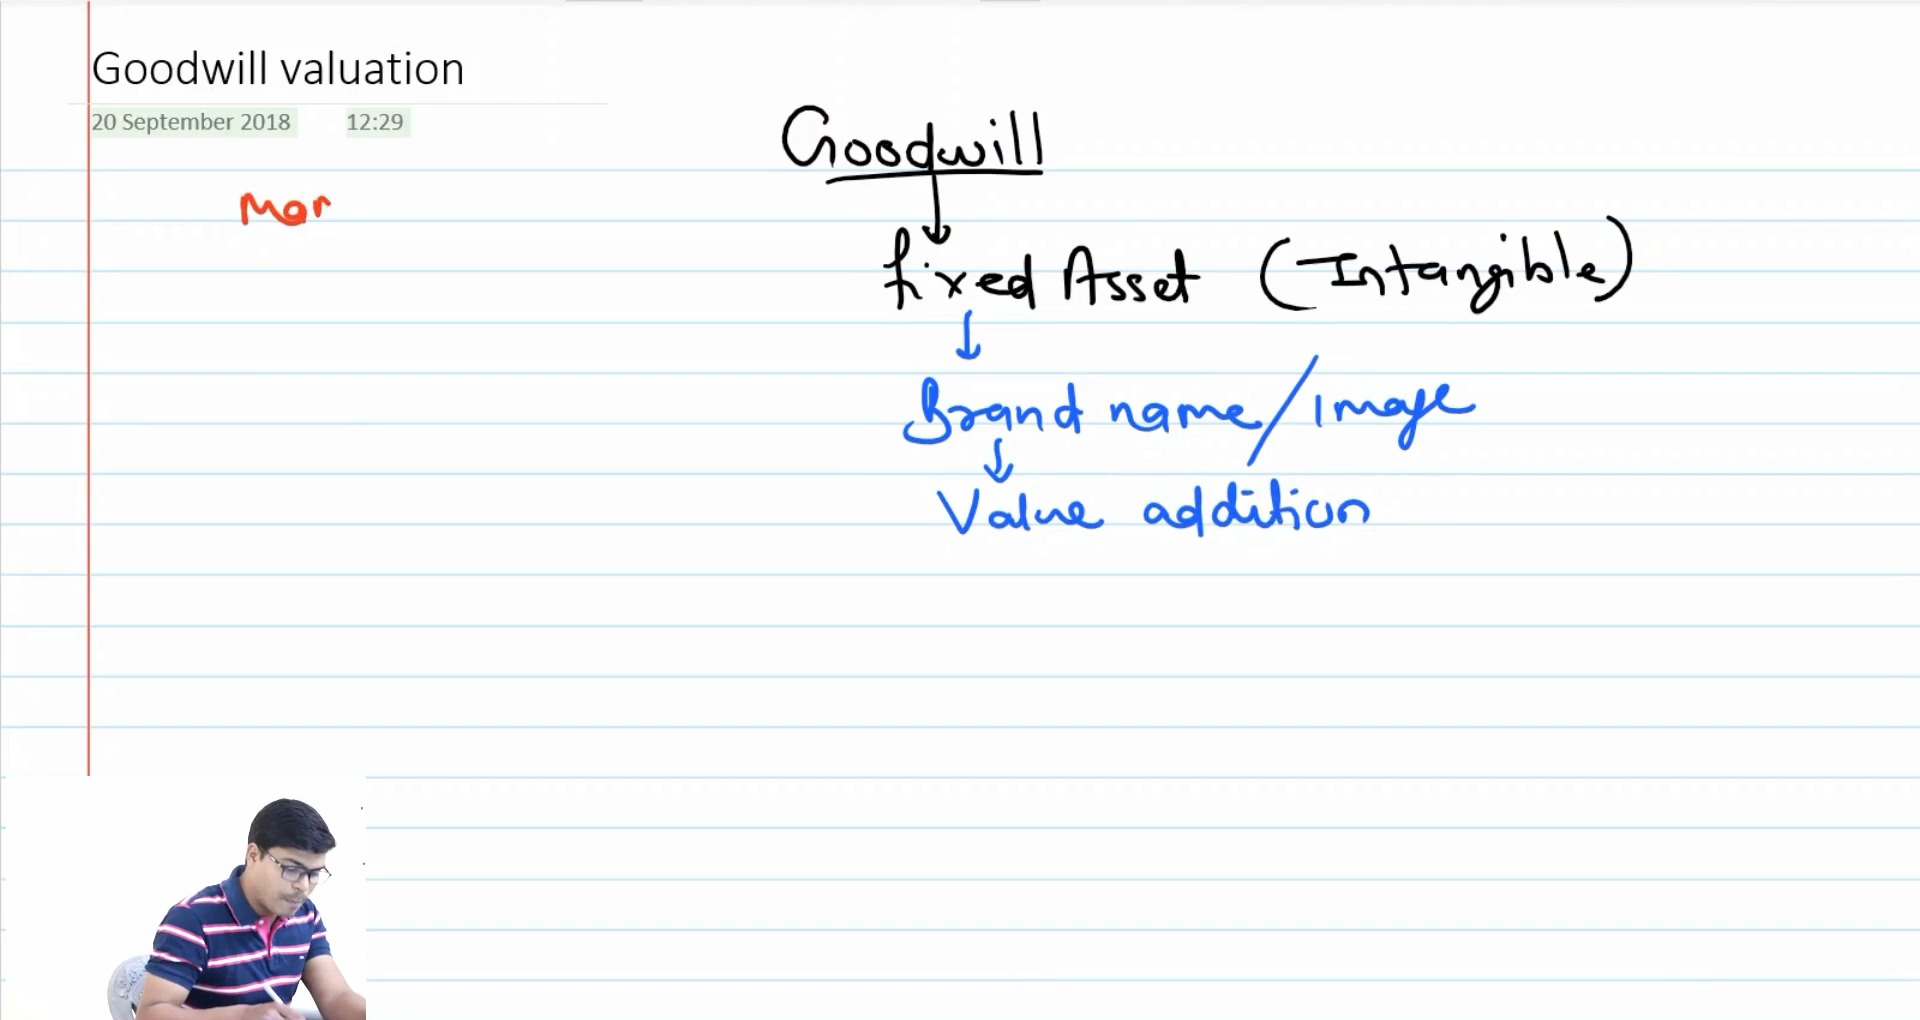 Goodwill valuation
20 September 2018 12:29
Goodwill
Mar
fixed Asset (Intangible)
Brand name/Image
Value addition